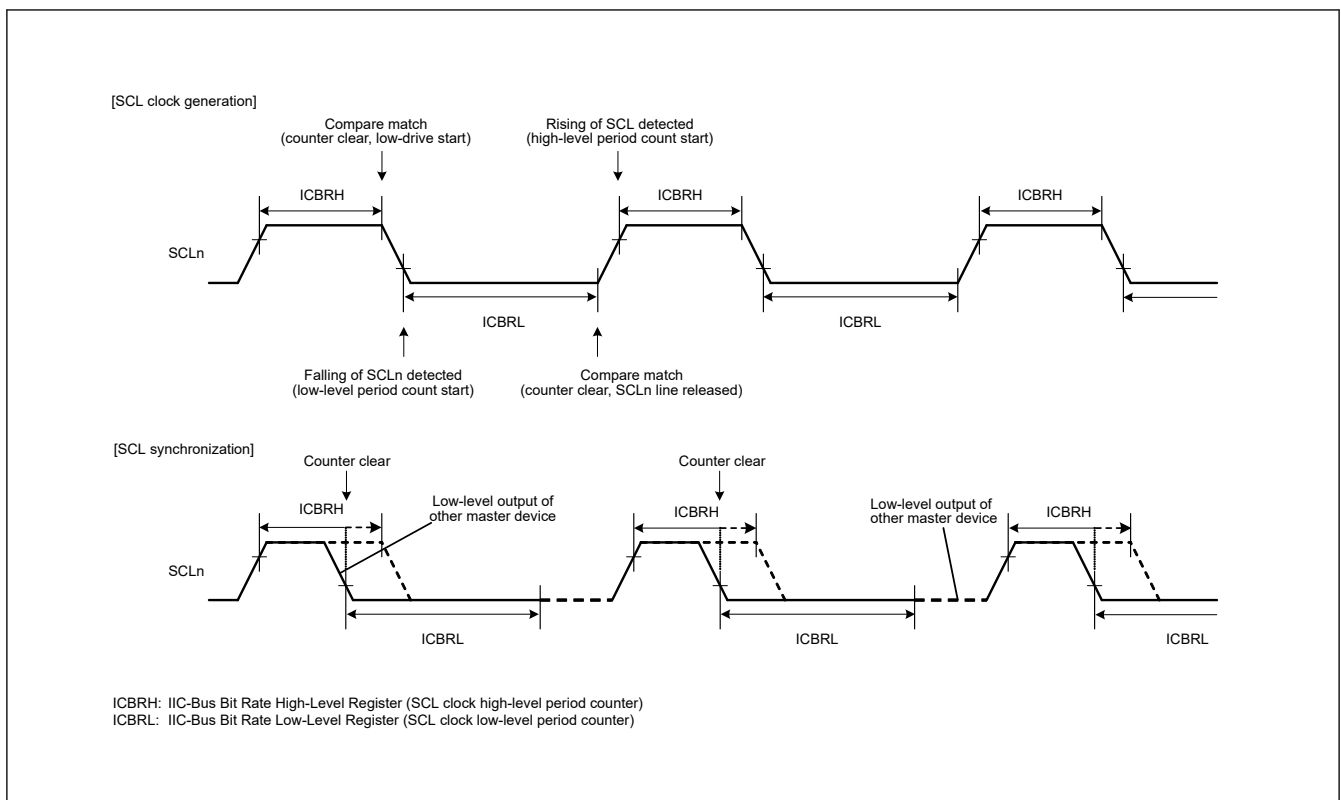 [SCL clock generation]
Compare match
(counter clear, low-drive start)
Rising of SCL detected
(high-level period count start)
ICBRH
ICBRH
ICBRH
SCLn
ICBRL
ICBRL
Falling of SCLn detected
(low-level period count start)
Compare match
(counter clear, SCLn line released)
[SCL synchronization]
Counter clear
Counter clear
ICBRH
Low-level output of
other master device
ICBRH
Low-level output of
other master device
ICBRH
SCLn
ICBRL
ICBRL
ICBRL
ICBRH: IIC-Bus Bit Rate High-Level Register (SCL clock high-level period counter)
ICBRL: IIC-Bus Bit Rate Low-Level Register (SCL clock low-level period counter)